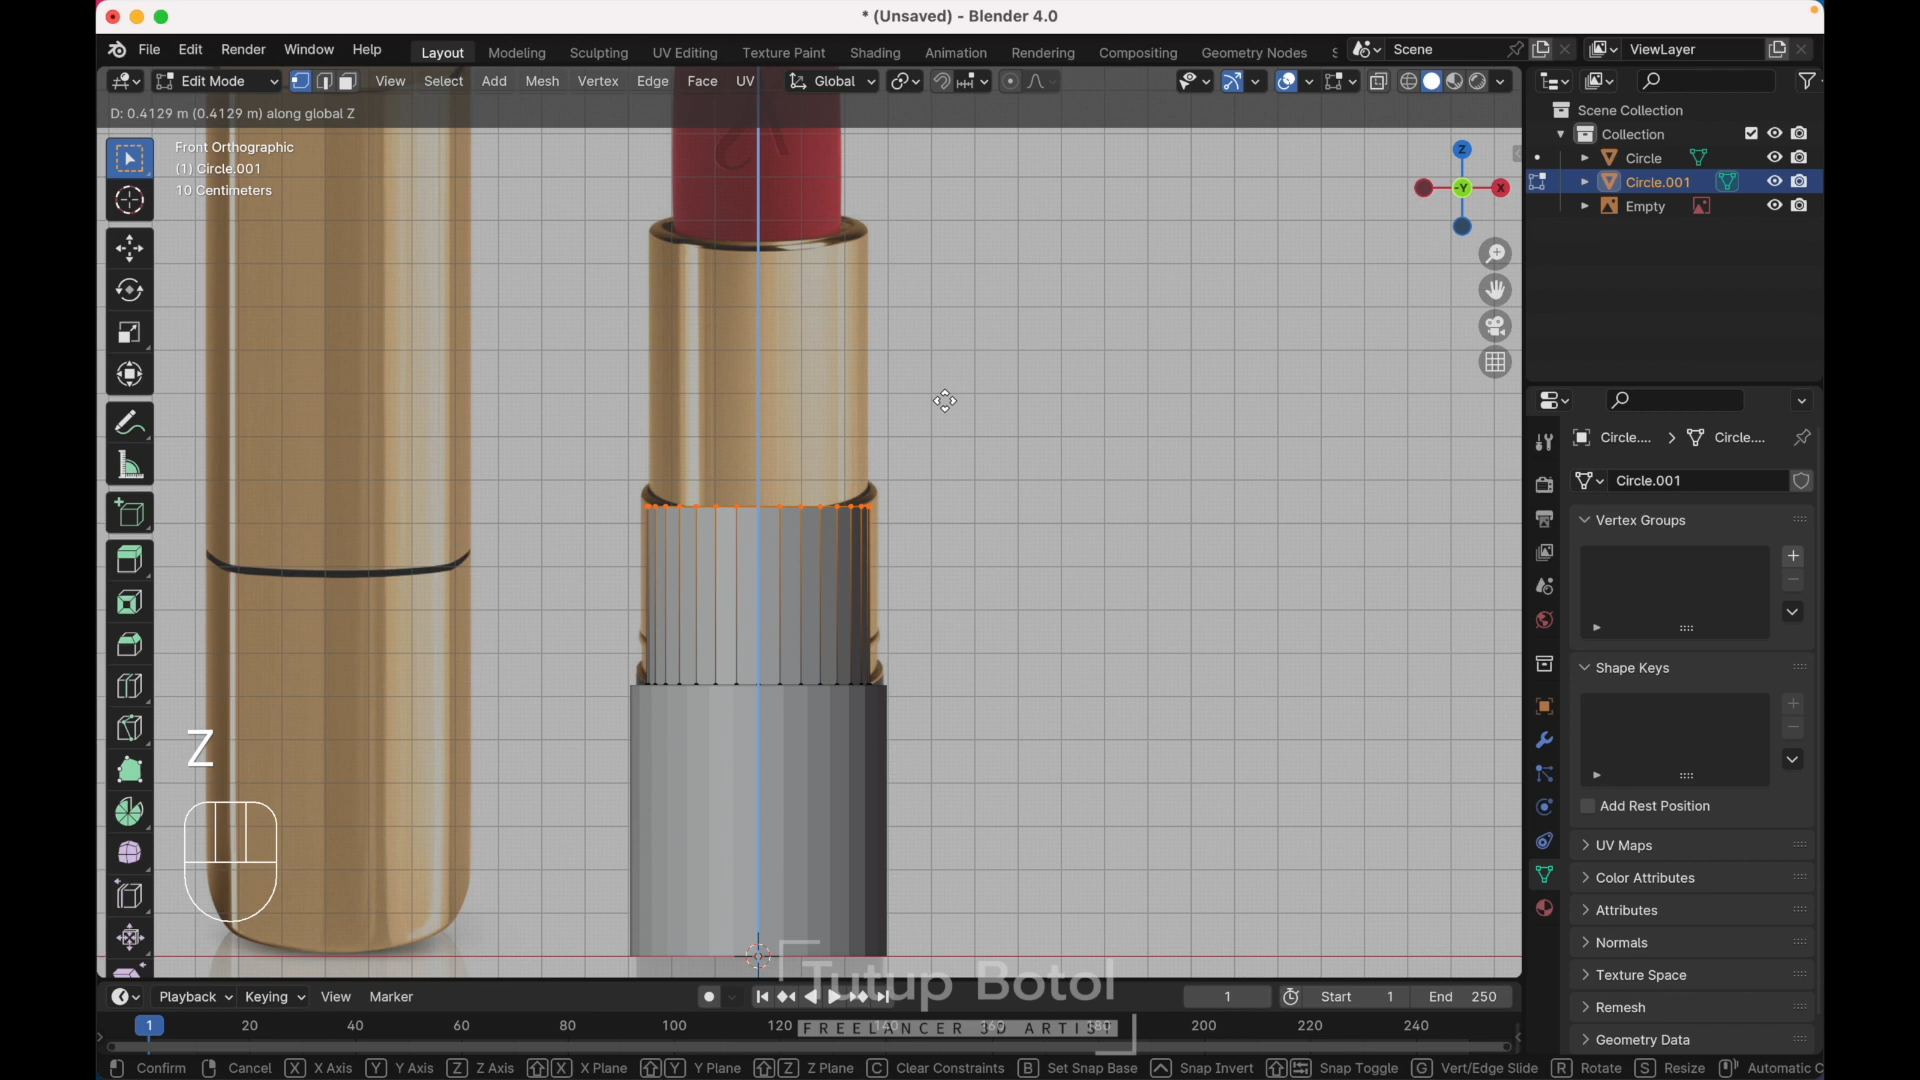 * (Unsaved) - Blender 4.0
File Edit Render Window Help Layout Modeling Sculpting UV Editing Texture Paint Shading Animation Rendering Compositing Geometry Nodes Scene ViewLayer
Edit Mode View Select Add Mesh Vertex Edge Face UV Global
D: 0.4129 m (0.4129 m) along global Z
Front Orthographic
(1) Circle.001
10 Centimeters
Z
X
-Y
Scene Collection
Collection
Circle
Circle.001
Empty
Circle.... > Circle....
Circle.001
Vertex Groups
Shape Keys
Add Rest Position
UV Maps
Color Attributes
Attributes
Normals
Texture Space
Remesh
Geometry Data
Z
Tutup Botol
FREELANCER 3D ARTIST
Playback Keying View Marker 1 Start 1 End 250
1 20 40 60 80 100 120 140 160 180 200 220 240
Confirm Cancel X X Axis Y Y Axis Z Z Axis X X Plane Y Y Plane Z Z Plane C Clear Constraints B Set Snap Base Snap Invert Snap Toggle G Vert/Edge Slide R Rotate S Resize Automatic C